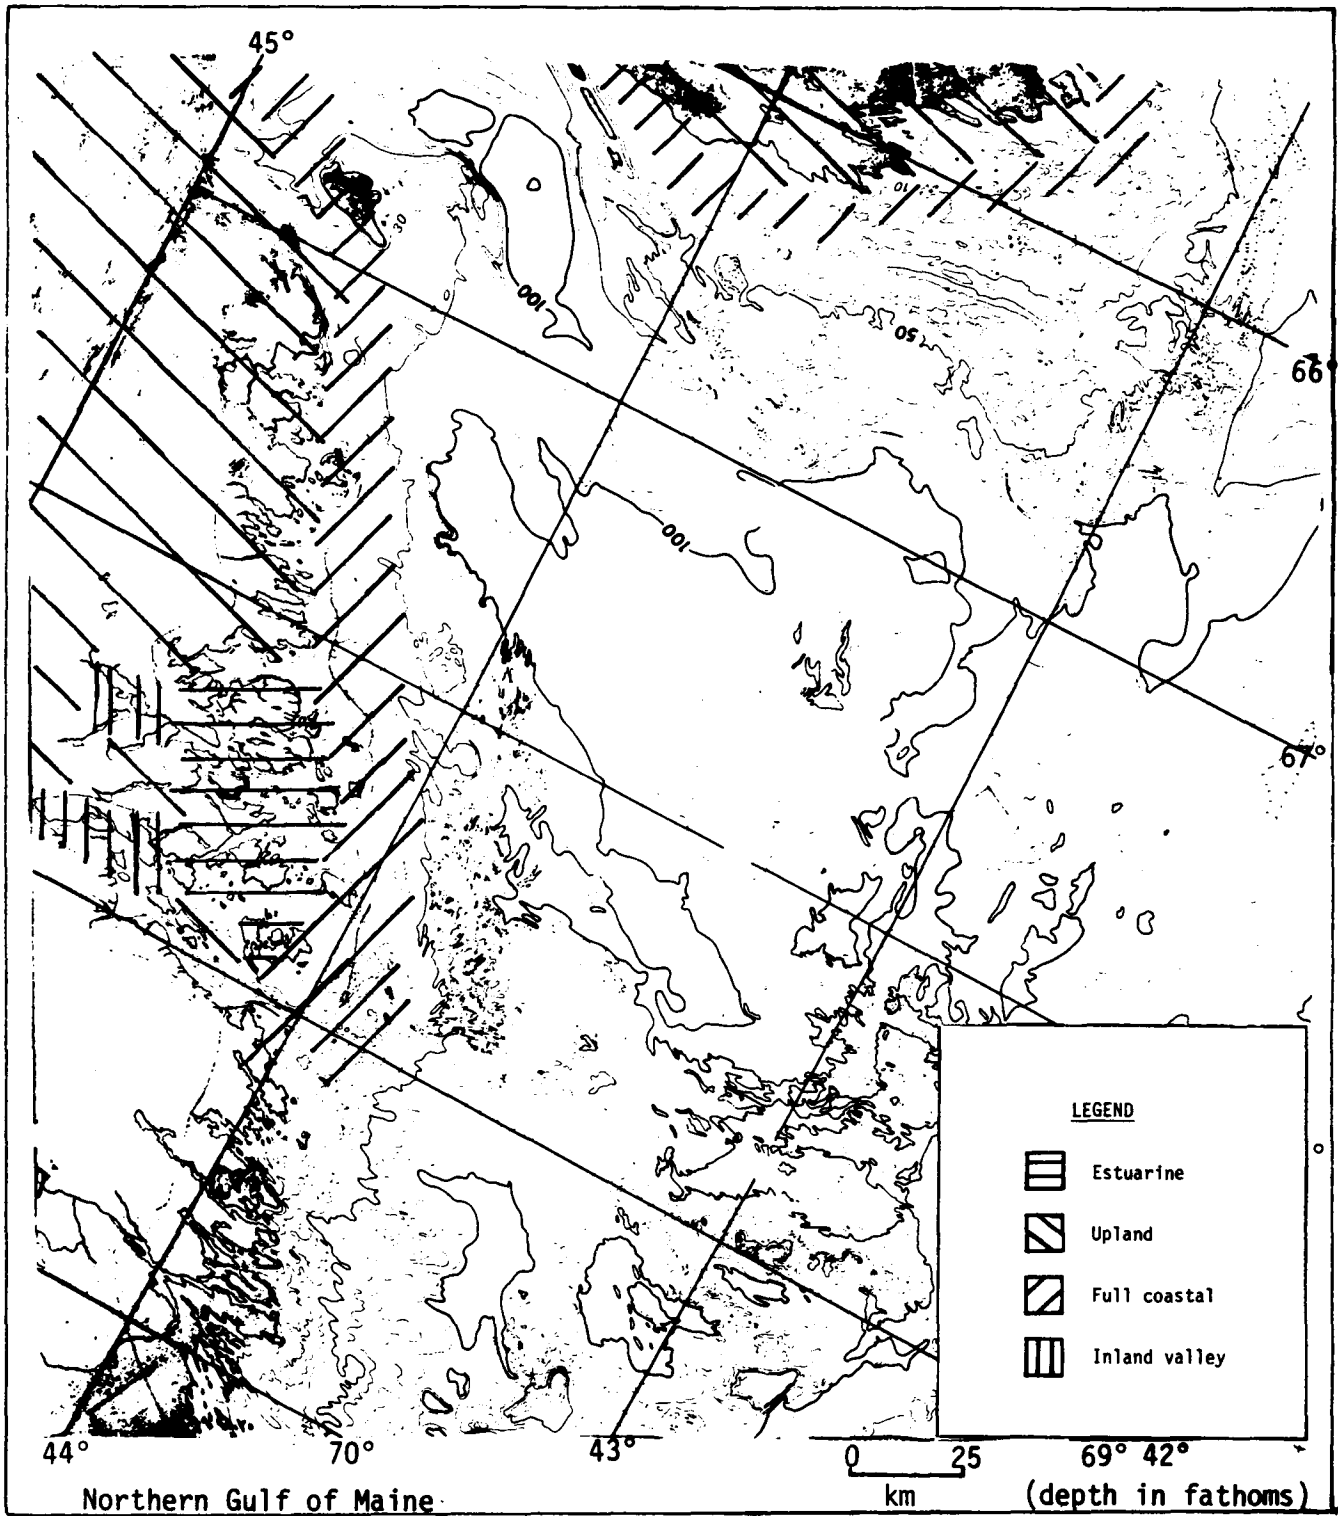 45°
30
10
100
50
66°
100
67°
LEGEND
Estuarine
Upland
Full coastal
Inland valley
44° 70° 43° 0 25 69° 42°
km
Northern Gulf of Maine (depth in fathoms)